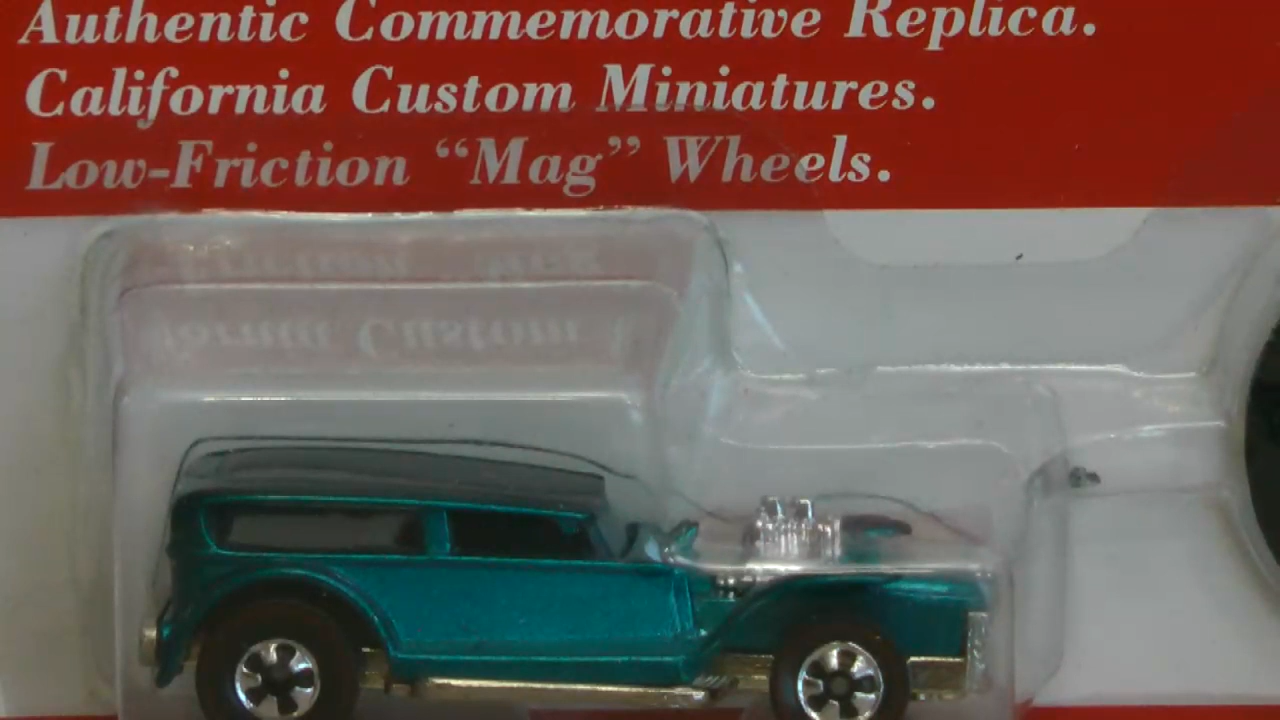 Authentic Commemorative Replica.
California Custom Miniatures.
Low-Friction “Mag” Wheels.